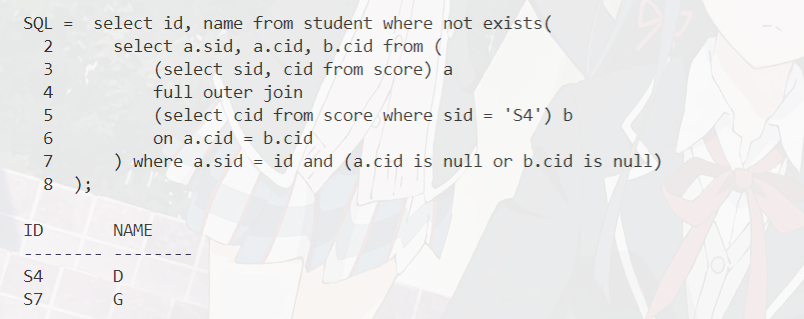 SQL =  select id, name from student where not exists(
  2      select a.sid, a.cid, b.cid from (
  3          (select sid, cid from score) a
  4          full outer join
  5          (select cid from score where sid = 'S4') b
  6          on a.cid = b.cid
  7      ) where a.sid = id and (a.cid is null or b.cid is null)
  8  );
ID       NAME
-------- --------
S4       D
S7       G